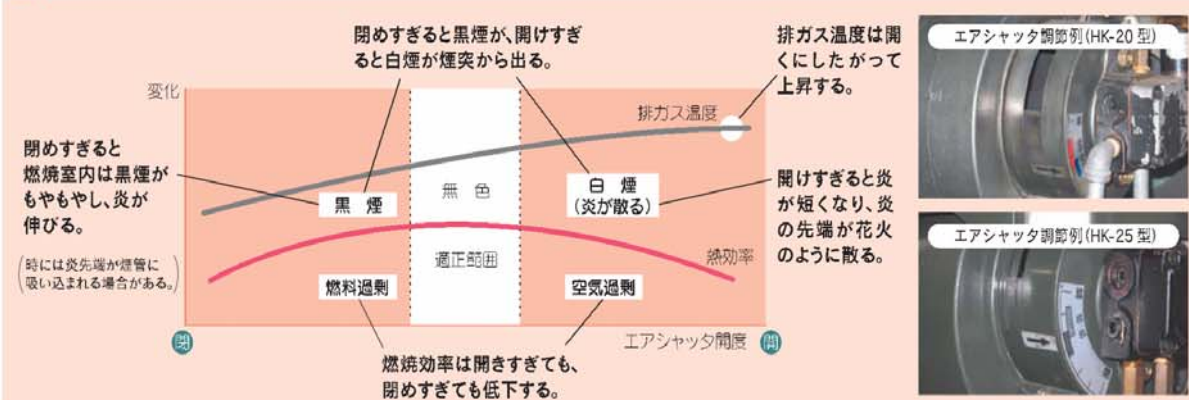 閉めすぎると黒煙が、開けすぎ
ると白煙が煙突から出る。
排ガス温度は開
くにしたがって
上昇する。
変化
排ガス温度
閉めすぎると
燃焼室内は黒煙が
もやもやし、炎が
伸びる。
(時には炎先端が煙管に
吸い込まれる場合がある。)
黒 煙
無 色
白 煙
(炎が散る)
開けすぎると炎
が短くなり、炎
の先端が花火
のように散る。
適正範囲
熱効率
燃料過剰
空気過剰
閉
エアシャッタ開度
開
燃焼効率は開きすぎても、
閉めすぎても低下する。
エアシャッタ調節例(HK-20型)
エアシャッタ調節例(HK-25型)